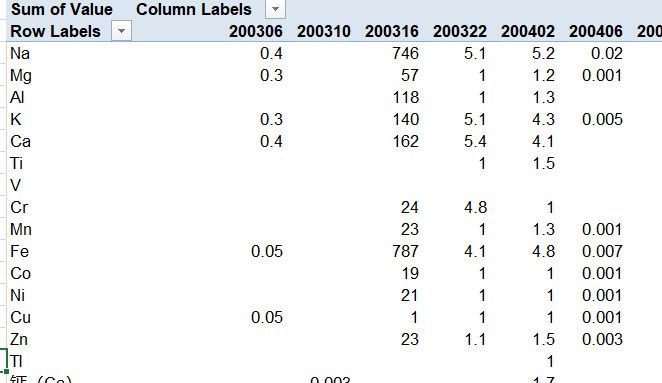 Sum of Value Column Labels
Row Labels 200306 200310 200316 200322 200402 200406 200
Na 0.4 746 5.1 5.2 0.02
Mg 0.3 57 1 1.2 0.001
Al 118 1 1.3
K 0.3 140 5.1 4.3 0.005
Ca 0.4 162 5.4 4.1
Ti 1 1.5
V
Cr 24 4.8 1
Mn 23 1 1.3 0.001
Fe 0.05 787 4.1 4.8 0.007
Co 19 1 1 0.001
Ni 21 1 1 0.001
Cu 0.05 1 1 1 0.001
Zn 23 1.1 1.5 0.003
Tl 1